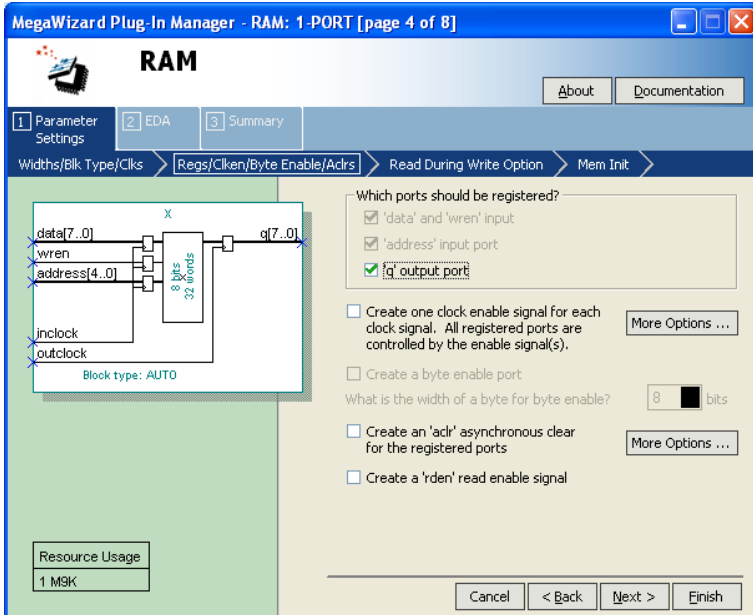 MegaWizard Plug-In Manager - RAM: 1-PORT [page 4 of 8]
RAM
About
Documentation
1 Parameter Settings
2 EDA
3 Summary
Widths/Blk Type/Clks
Regs/Clken/Byte Enable/Aclrs
Read During Write Option
Mem Init
X
data[7..0]
q[7..0]
wren
address[4..0]
8 bits
32 words
inclock
outclock
Block type: AUTO
Which ports should be registered?
'data' and 'wren' input
'address' input port
'q' output port
Create one clock enable signal for each
clock signal. All registered ports are
controlled by the enable signal(s).
More Options ...
Create a byte enable port
What is the width of a byte for byte enable?
8
bits
Create an 'aclr' asynchronous clear
for the registered ports
More Options ...
Create a 'rden' read enable signal
Resource Usage
1 M9K
Cancel
< Back
Next >
Finish